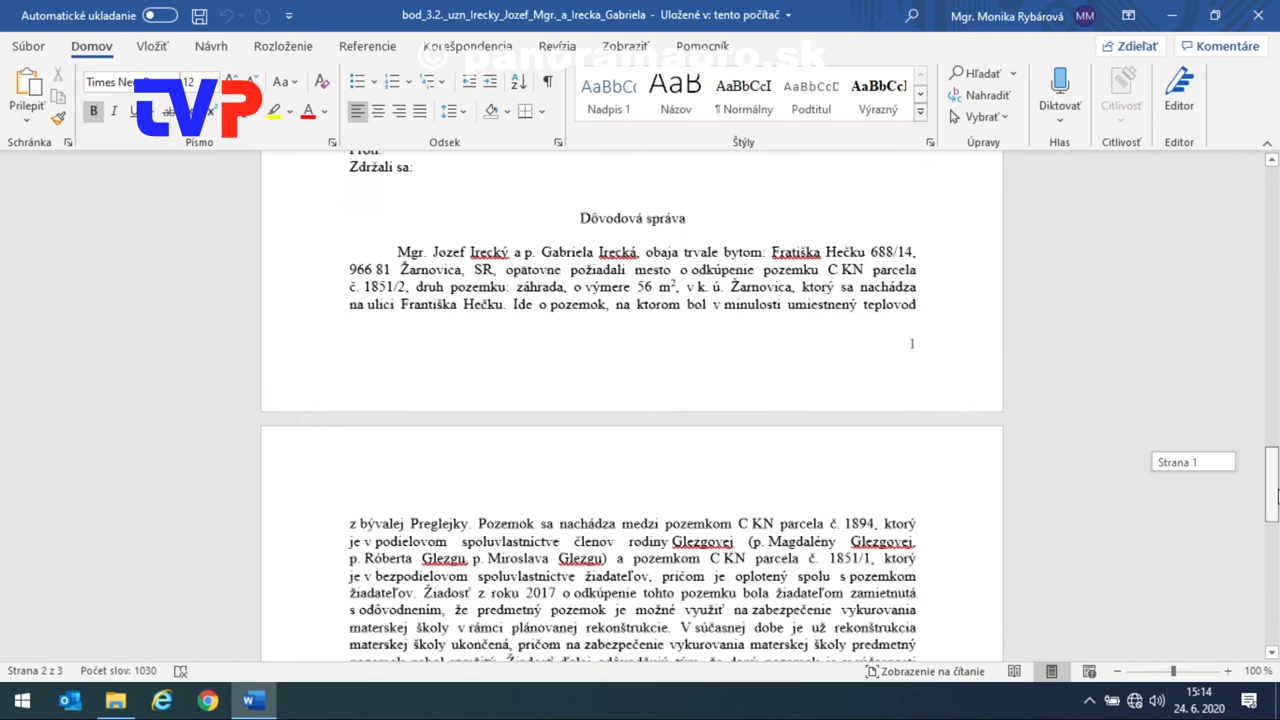 Automatické ukladanie
bod_3.2._uzn_Irecky_Jozef_Mgr._a_Irecka_Gabriela - Uložené v: tento počítač
Mgr. Monika Rybárová MM
Súbor Domov Vložiť Návrh Rozloženie Referencie Korešpondencia Revízia Zobraziť Pomocník
Zdieľať Komentáre
© panoramapro.sk
tVP
Prilepiť
Schránka
Times New 12
Písmo
Odsek
AaBbCc AaB AaBbCcI AaBbCcD AaBbCcI
Nadpis 1 Názov ¶ Normálny Podtitul Výrazný
Štýly
Hľadať
Nahradiť
Vybrať
Úpravy
Diktovať
Hlas
Citlivosť
Citlivosť
Editor
Editor
Zdržali sa:
Dôvodová správa
Mgr. Jozef Irecký a p. Gabriela Irecká, obaja trvale bytom: Fratiška Hečku 688/14,
966 81 Žarnovica, SR, opätovne požiadali mesto o odkúpenie pozemku C KN parcela
č. 1851/2, druh pozemku: záhrada, o výmere 56 m², v k. ú. Žarnovica, ktorý sa nachádza
na ulici Františka Hečku. Ide o pozemok, na ktorom bol v minulosti umiestnený teplovod
1
Strana 1
z bývalej Preglejky. Pozemok sa nachádza medzi pozemkom C KN parcela č. 1894, ktorý
je v podielovom spoluvlastníctve členov rodiny Glezgovej (p. Magdalény Glezgovej,
p. Róberta Glezgu, p. Miroslava Glezgu) a pozemkom C KN parcela č. 1851/1, ktorý
je v bezpodielovom spoluvlastníctve žiadateľov, pričom je oplotený spolu s pozemkom
žiadateľov. Žiadosť z roku 2017 o odkúpenie tohto pozemku bola žiadateľom zamietnutá
s odôvodnením, že predmetný pozemok je možné využiť na zabezpečenie vykurovania
materskej školy v rámci plánovanej rekonštrukcie. V súčasnej dobe je už rekonštrukcia
materskej školy ukončená, pričom na zabezpečenie vykurovania materskej školy predmetný
Strana 2 z 3 Počet slov: 1030
Zobrazenie na čítanie
100 %
15:14
24. 6. 2020